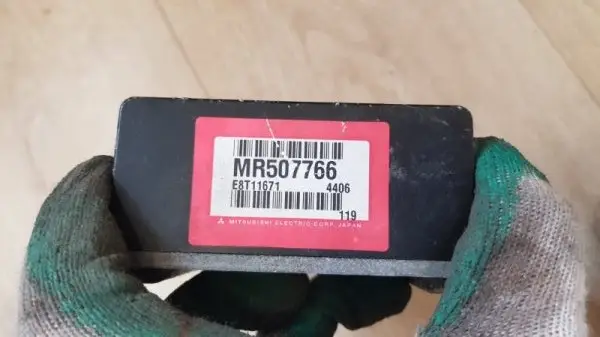 MR507766
E8T11671 4406
119
MITSUBISHI ELECTRIC CORP. JAPAN